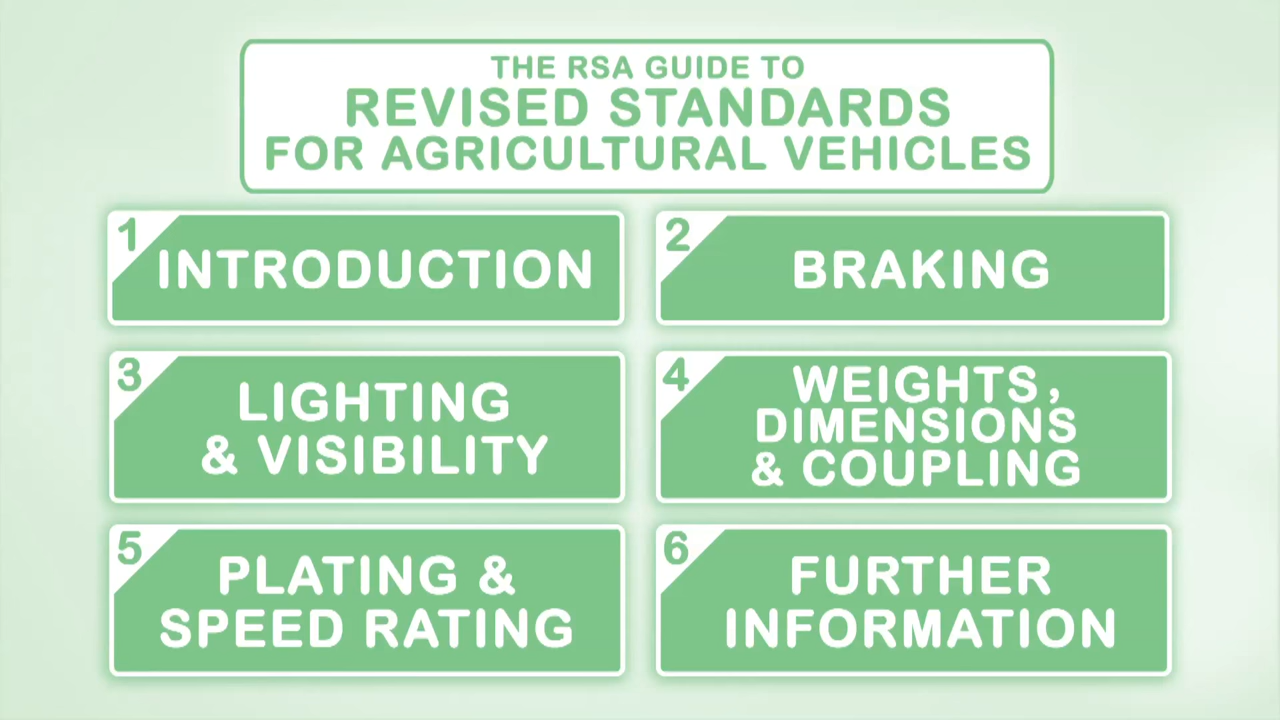 THE RSA GUIDE TO
REVISED STANDARDS
FOR AGRICULTURAL VEHICLES
1
INTRODUCTION
2
BRAKING
3
LIGHTING
& VISIBILITY
4
WEIGHTS,
DIMENSIONS
& COUPLING
5
PLATING &
SPEED RATING
6
FURTHER
INFORMATION